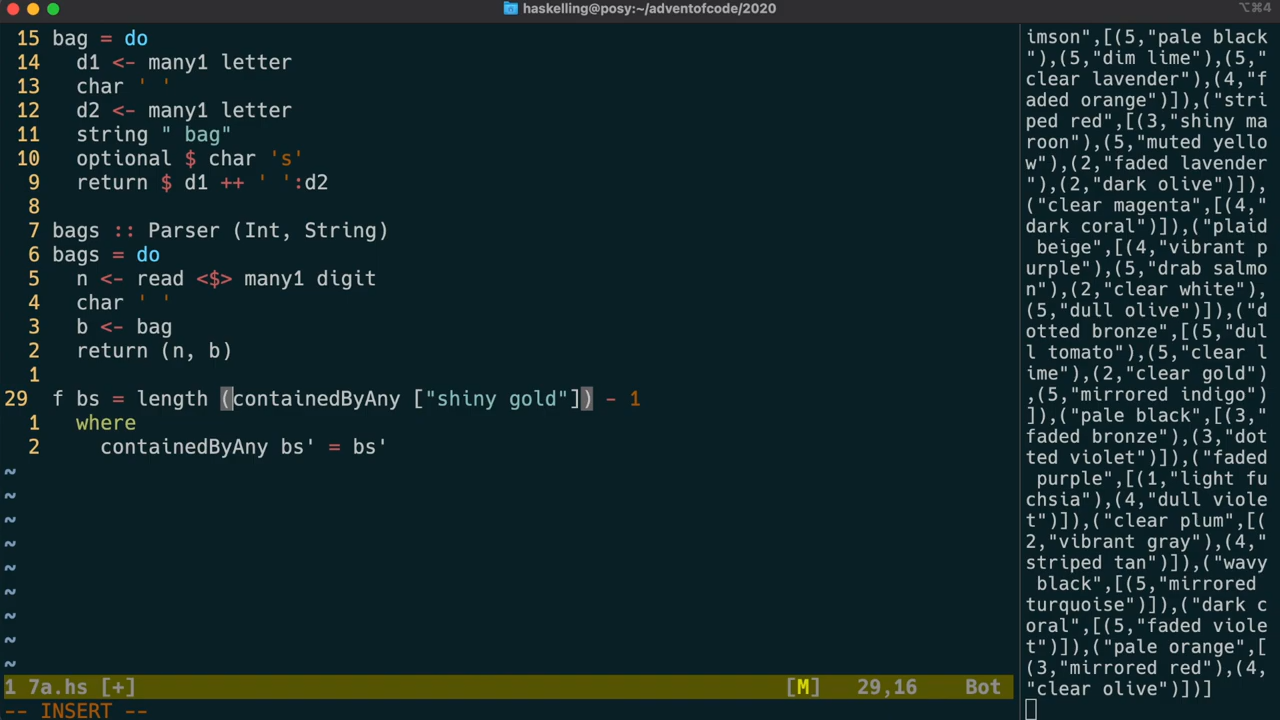 haskelling@posy:~/adventofcode/2020
⌥⌘4
15 bag = do
14   d1 <- many1 letter
13   char ' '
12   d2 <- many1 letter
11   string " bag"
10   optional $ char 's'
9   return $ d1 ++ ' ':d2
8
7 bags :: Parser (Int, String)
6 bags = do
5   n <- read <$> many1 digit
4   char ' '
3   b <- bag
2   return (n, b)
1
29 f bs = length (containedByAny ["shiny gold"]) - 1
1   where
2     containedByAny bs' = bs'
~
~
~
~
~
~
~
~
~
1 7a.hs [+] [M] 29,16 Bot
-- INSERT --
imson",[(5,"pale black
"),(5,"dim lime"),(5,"
clear lavender"),(4,"f
aded orange")]),("stri
ped red",[(3,"shiny ma
roon"),(5,"muted yello
w"),(2,"faded lavender
"),(2,"dark olive")]),
("clear magenta",[(4,"
dark coral")]),("plaid
 beige",[(4,"vibrant p
urple"),(5,"drab salmo
n"),(2,"clear white"),
(5,"dull olive")]),("d
otted bronze",[(5,"dul
l tomato"),(5,"clear l
ime"),(2,"clear gold")
,(5,"mirrored indigo")
]),("pale black",[(3,"
faded bronze"),(3,"dot
ted violet")]),("faded
 purple",[(1,"light fu
chsia"),(4,"dull viole
t")]),("clear plum",[(
2,"vibrant gray"),(4,"
striped tan")]),("wavy
 black",[(5,"mirrored 
turquoise")]),("dark c
oral",[(5,"faded viole
t")]),("pale orange",[
(3,"mirrored red"),(4,
"clear olive")])]